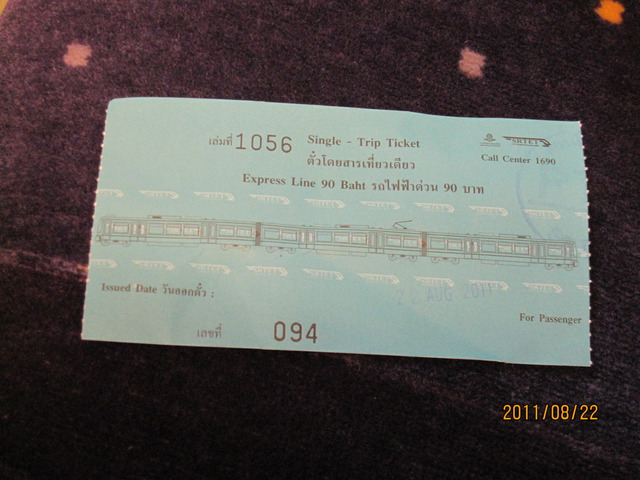 เล่มที่ 1056 Single - Trip Ticket
SRTET
ตั๋วโดยสารเที่ยวเดียว
Call Center 1690
Express Line 90 Baht รถไฟฟ้าด่วน 90 บาท
Issued Date วันออกตั๋ว :
22 AUG 2011
For Passenger
เลขที่ 094
2011/08/22